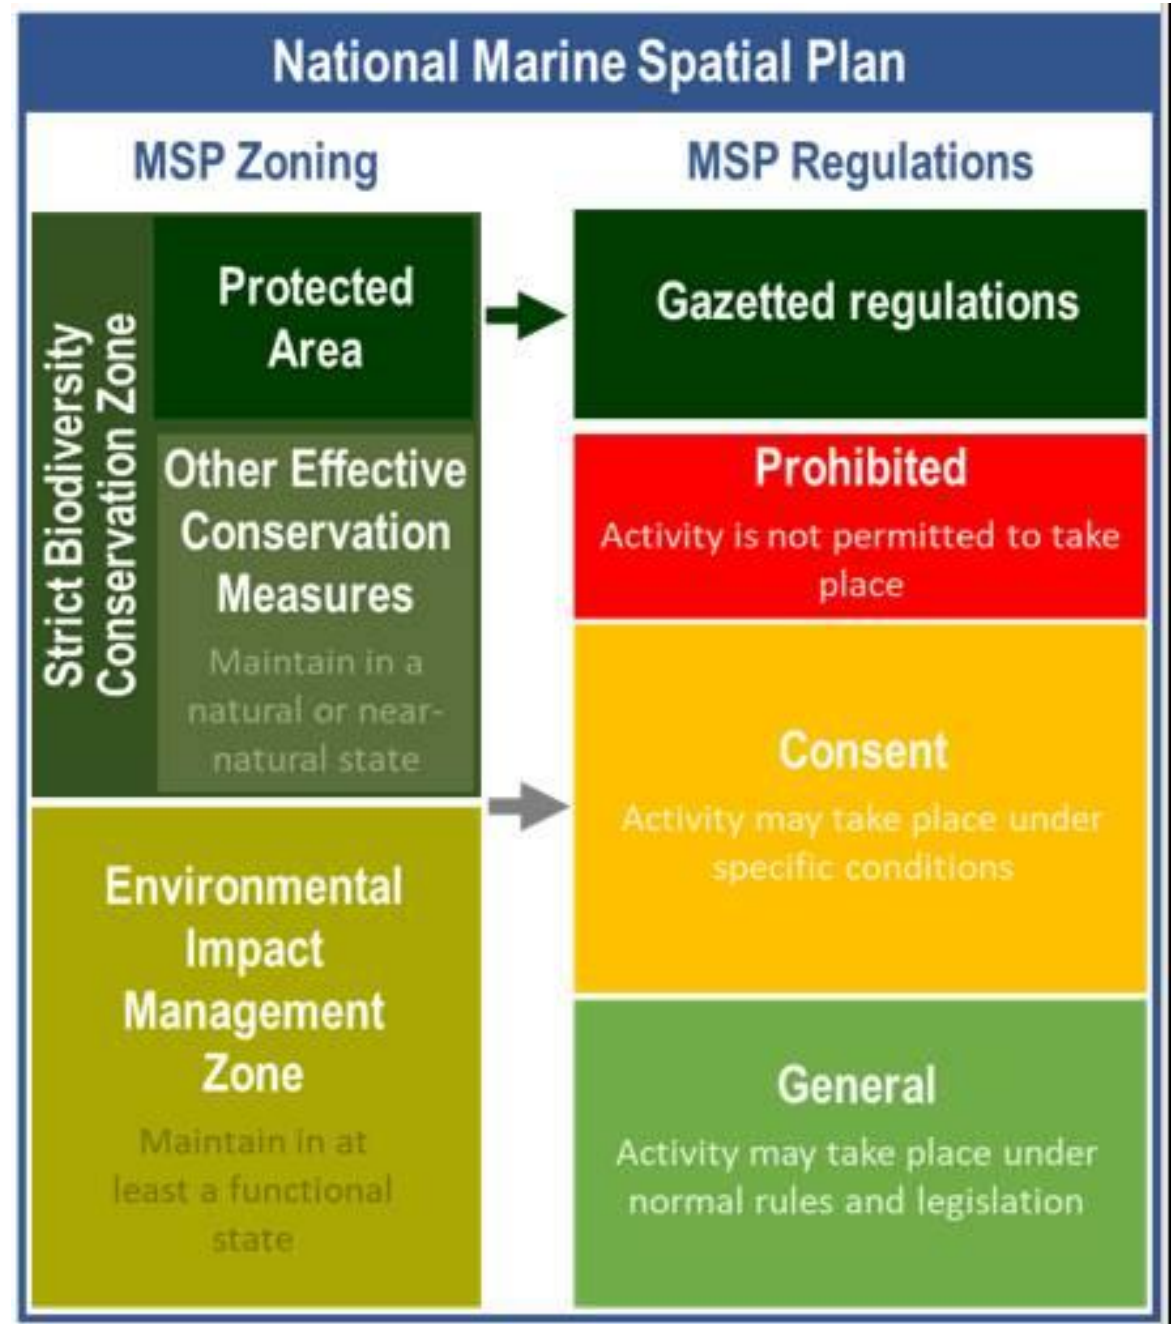 National Marine Spatial Plan
MSP Zoning
MSP Regulations
Strict Biodiversity
Conservation Zone
Protected
Area
Gazetted regulations
Other Effective
Conservation
Measures
Maintain in a
natural or near-
natural state
Prohibited
Activity is not permitted to take
place
Consent
Activity may take place under
specific conditions
Environmental
Impact
Management
Zone
Maintain in at
least a functional
state
General
Activity may take place under
normal rules and legislation